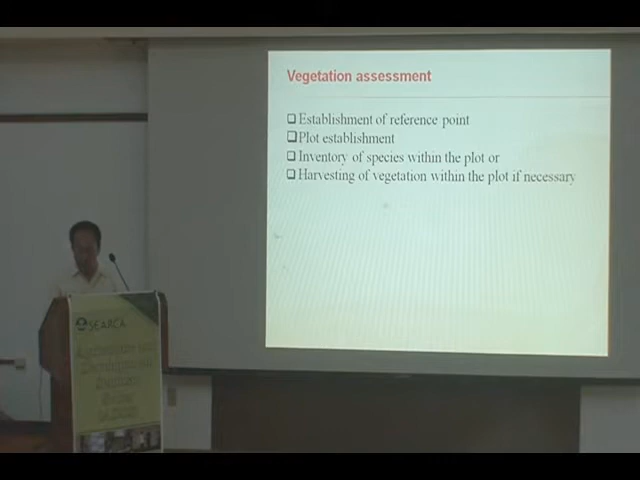 Vegetation assessment
❑Establishment of reference point
❑Plot establishment
❑Inventory of species within the plot or
❑Harvesting of vegetation within the plot if necessary
SEARCA